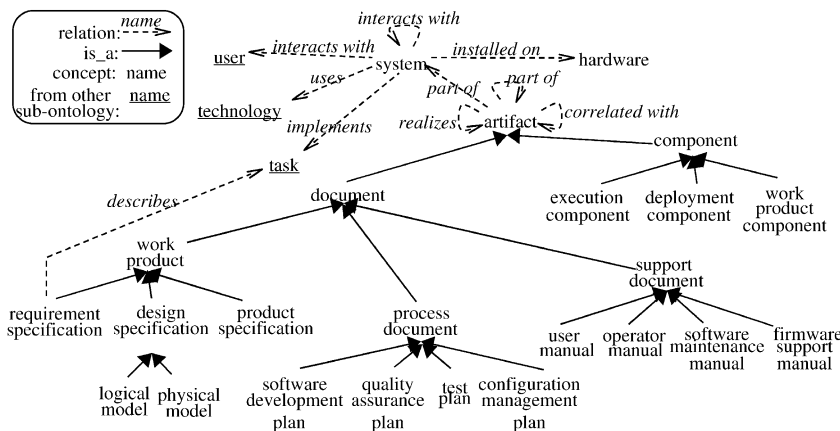 name
relation:
is_a:
concept: name
from other name
sub-ontology:
interacts with
user
interacts with
installed on
hardware
system
uses
part of
part of
technology
implements
realizes
artifact
correlated with
component
task
describes
document
execution
component
deployment
component
work
product
component
work
product
support
document
requirement
specification
design
specification
product
specification
process
document
user
manual
operator
manual
software
maintenance
manual
firmware
support
manual
logical
model
physical
model
software
development
plan
quality
assurance
plan
test
plan
configuration
management
plan